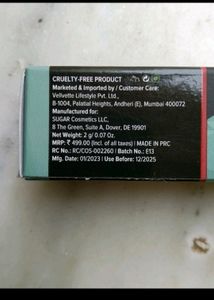 CRUELTY-FREE PRODUCT
Marketed & Imported by / Customer Care:
Vellvette Lifestyle Pvt. Ltd.,
B-1004, Palatial Heights, Andheri (E), Mumbai 400072
Manufactured for:
SUGAR Cosmetics LLC,
8 The Green, Suite A, Dover, DE 19901
Net Weight: 2 g/ 0.07 Oz.
MRP: ₹ 499.00 (Incl. of all taxes) | MADE IN PRC
RC No.: RC/COS-002260 | Batch No.: E13
Mfg. Date: 01/2023 | Use Before: 12/2025